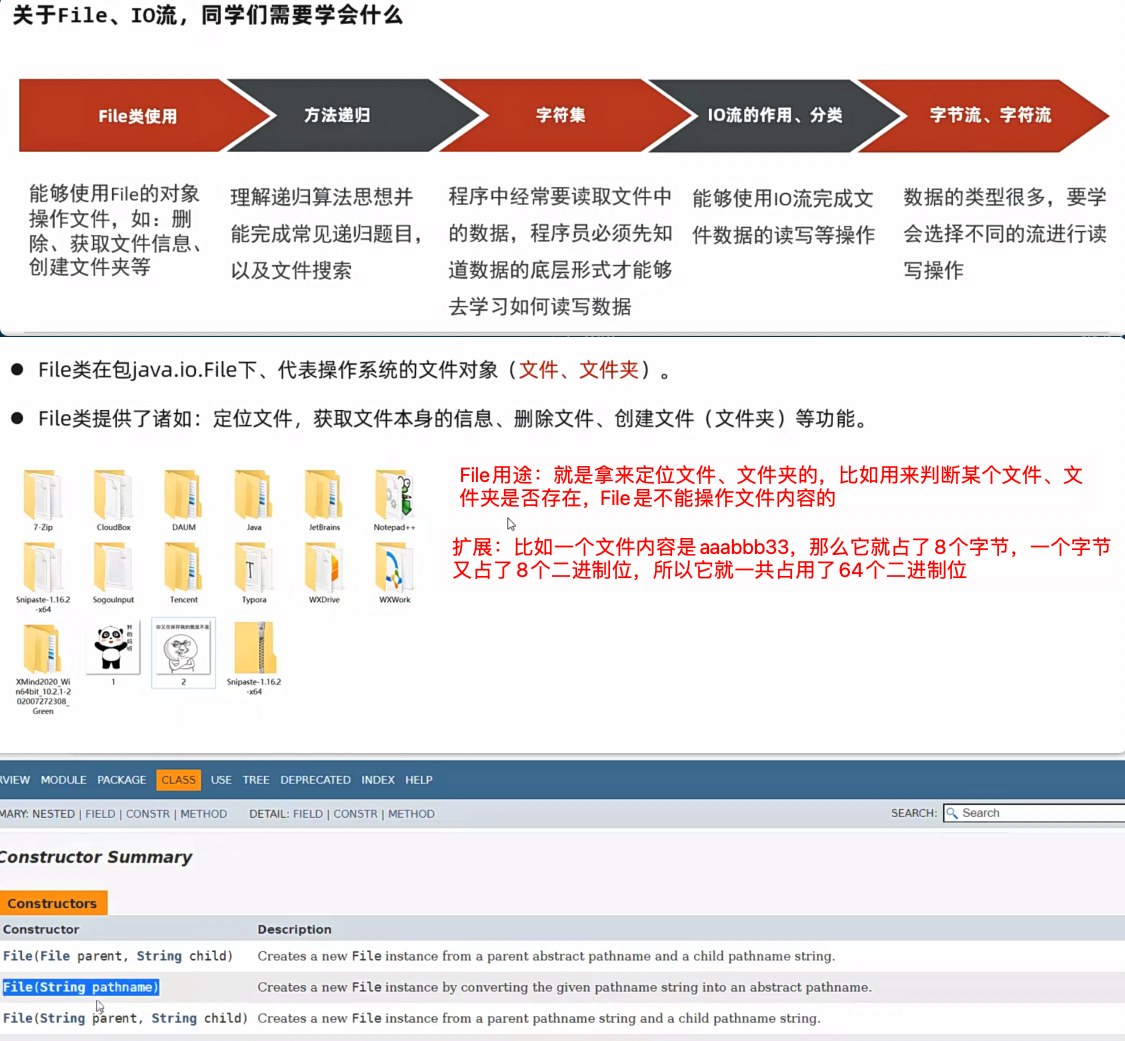 关于File、IO流，同学们需要学会什么
File类使用
方法递归
字符集
IO流的作用、分类
字节流、字符流
能够使用File的对象
操作文件，如：删
除、获取文件信息、
创建文件夹等
理解递归算法思想并
能完成常见递归题目，
以及文件搜索
程序中经常要读取文件中
的数据，程序员必须先知
道数据的底层形式才能够
去学习如何读写数据
能够使用IO流完成文
件数据的读写等操作
数据的类型很多，要学
会选择不同的流进行读
写操作
● File类在包java.io.File下、代表操作系统的文件对象（文件、文件夹）。
● File类提供了诸如：定位文件，获取文件本身的信息、删除文件、创建文件（文件夹）等功能。
7-Zip
CloudBox
DAUM
Java
JetBrains
Notepad++
Snipaste-1.16.2
-x64
SogouInput
Tencent
Typora
WXDrive
WXWork
XMind2020_Wi
n64bit_10.2.1-2
02007272308_
Green
1
2
Snipaste-1.16.2
-x64
File用途：就是拿来定位文件、文件夹的，比如用来判断某个文件、文
件夹是否存在，File是不能操作文件内容的
扩展：比如一个文件内容是aaabbb33，那么它就占了8个字节，一个字节
又占了8个二进制位，所以它就一共占用了64个二进制位
RVIEW MODULE PACKAGE CLASS USE TREE DEPRECATED INDEX HELP
MARY: NESTED | FIELD | CONSTR | METHOD DETAIL: FIELD | CONSTR | METHOD
SEARCH: Search
Constructor Summary
Constructors
Constructor Description
File(File parent, String child) Creates a new File instance from a parent abstract pathname and a child pathname string.
File(String pathname) Creates a new File instance by converting the given pathname string into an abstract pathname.
File(String parent, String child) Creates a new File instance from a parent pathname string and a child pathname string.